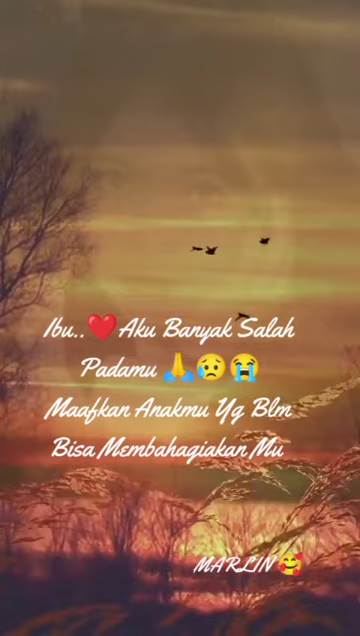 Ibu..❤️Aku Banyak Salah
Padamu 🙏😥😭
Maafkan Anakmu Yg Blm
Bisa Membahagiakan Mu
MARLIN🥰